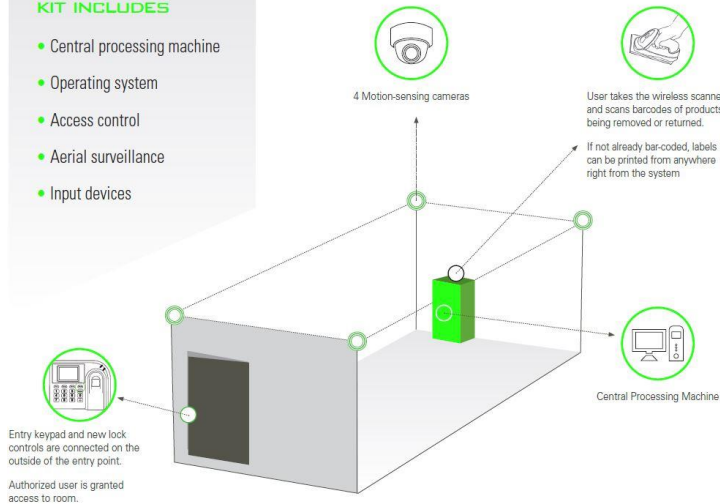 KIT INCLUDES
• Central processing machine
• Operating system
• Access control
• Aerial surveillance
• Input devices
4 Motion-sensing cameras
User takes the wireless scanne
and scans barcodes of products
being removed or returned.
If not already bar-coded, labels
can be printed from anywhere
right from the system
Central Processing Machine
Entry keypad and new lock
controls are connected on the
outside of the entry point.
Authorized user is granted
access to room.